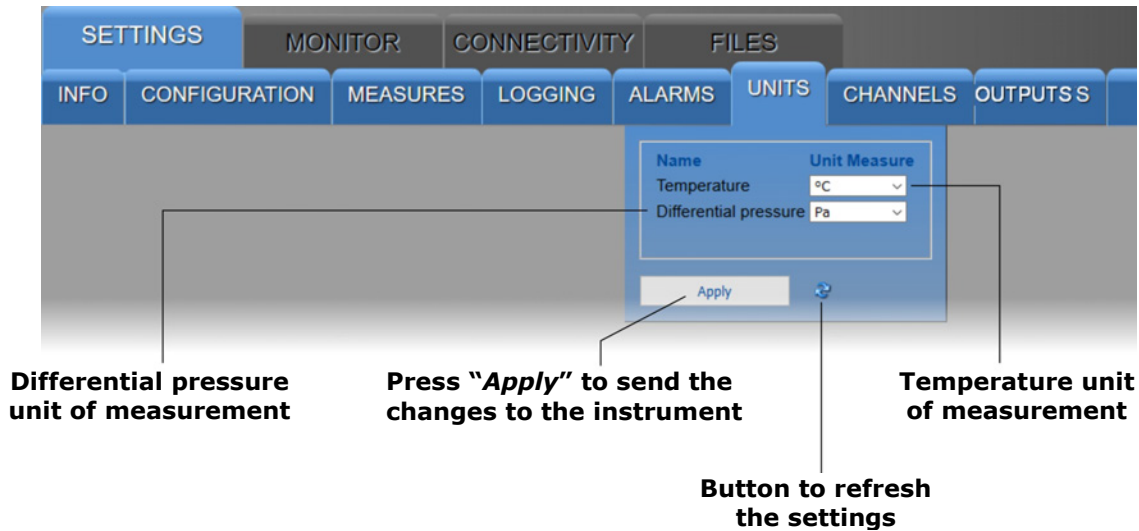 SETTINGS MONITOR CONNECTIVITY FILES
INFO CONFIGURATION MEASURES LOGGING ALARMS UNITS CHANNELS OUTPUTS S
Name Unit Measure
Temperature ºC
Differential pressure Pa
Apply
Differential pressure
unit of measurement
Press “Apply” to send the
changes to the instrument
Temperature unit
of measurement
Button to refresh
the settings